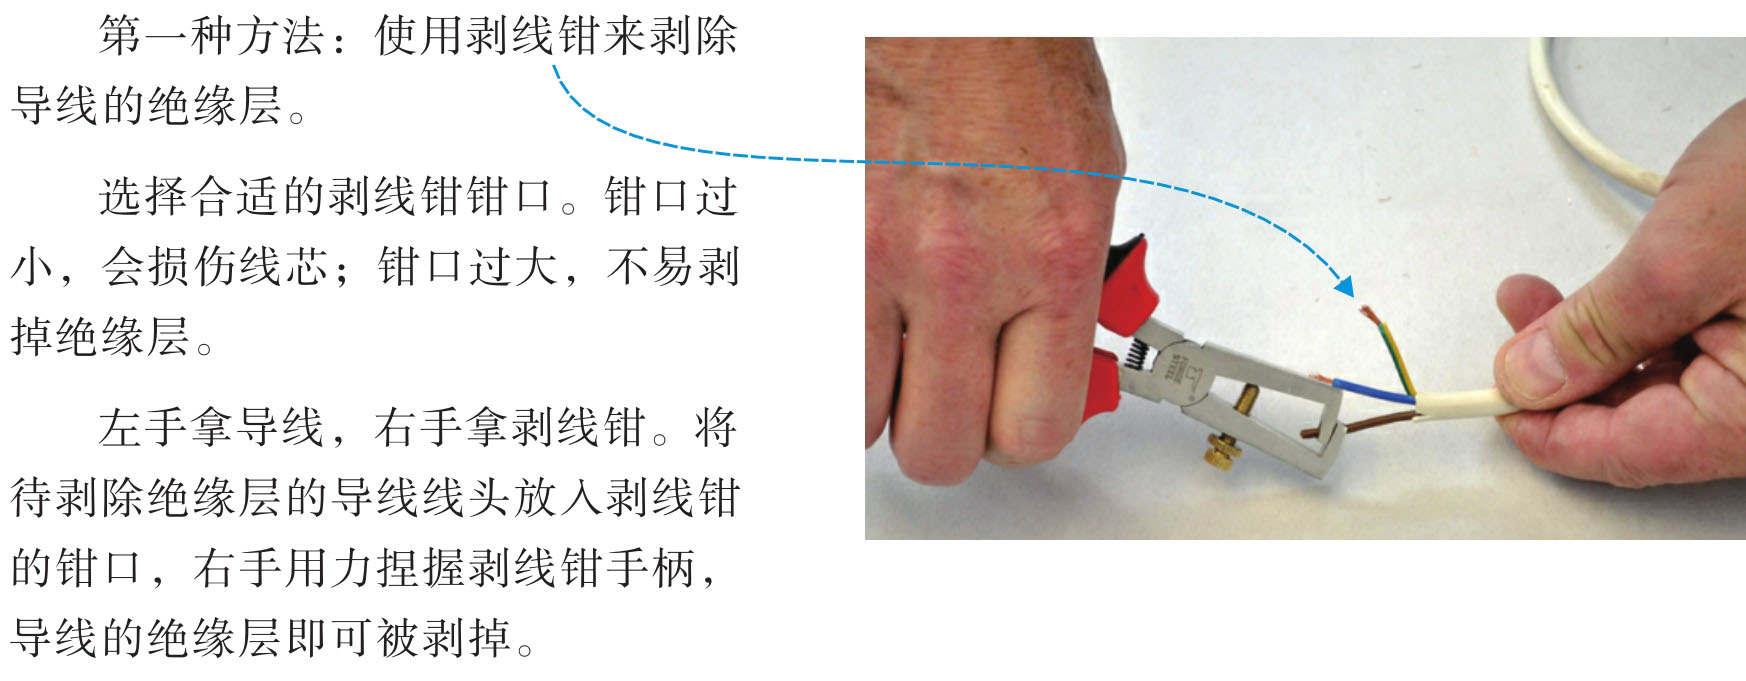 第一种方法：使用剥线钳来剥除
导线的绝缘层。
选择合适的剥线钳钳口。钳口过
小，会损伤线芯；钳口过大，不易剥
掉绝缘层。
左手拿导线，右手拿剥线钳。将
待剥除绝缘层的导线线头放入剥线钳
的钳口，右手用力捏握剥线钳手柄，
导线的绝缘层即可被剥掉。